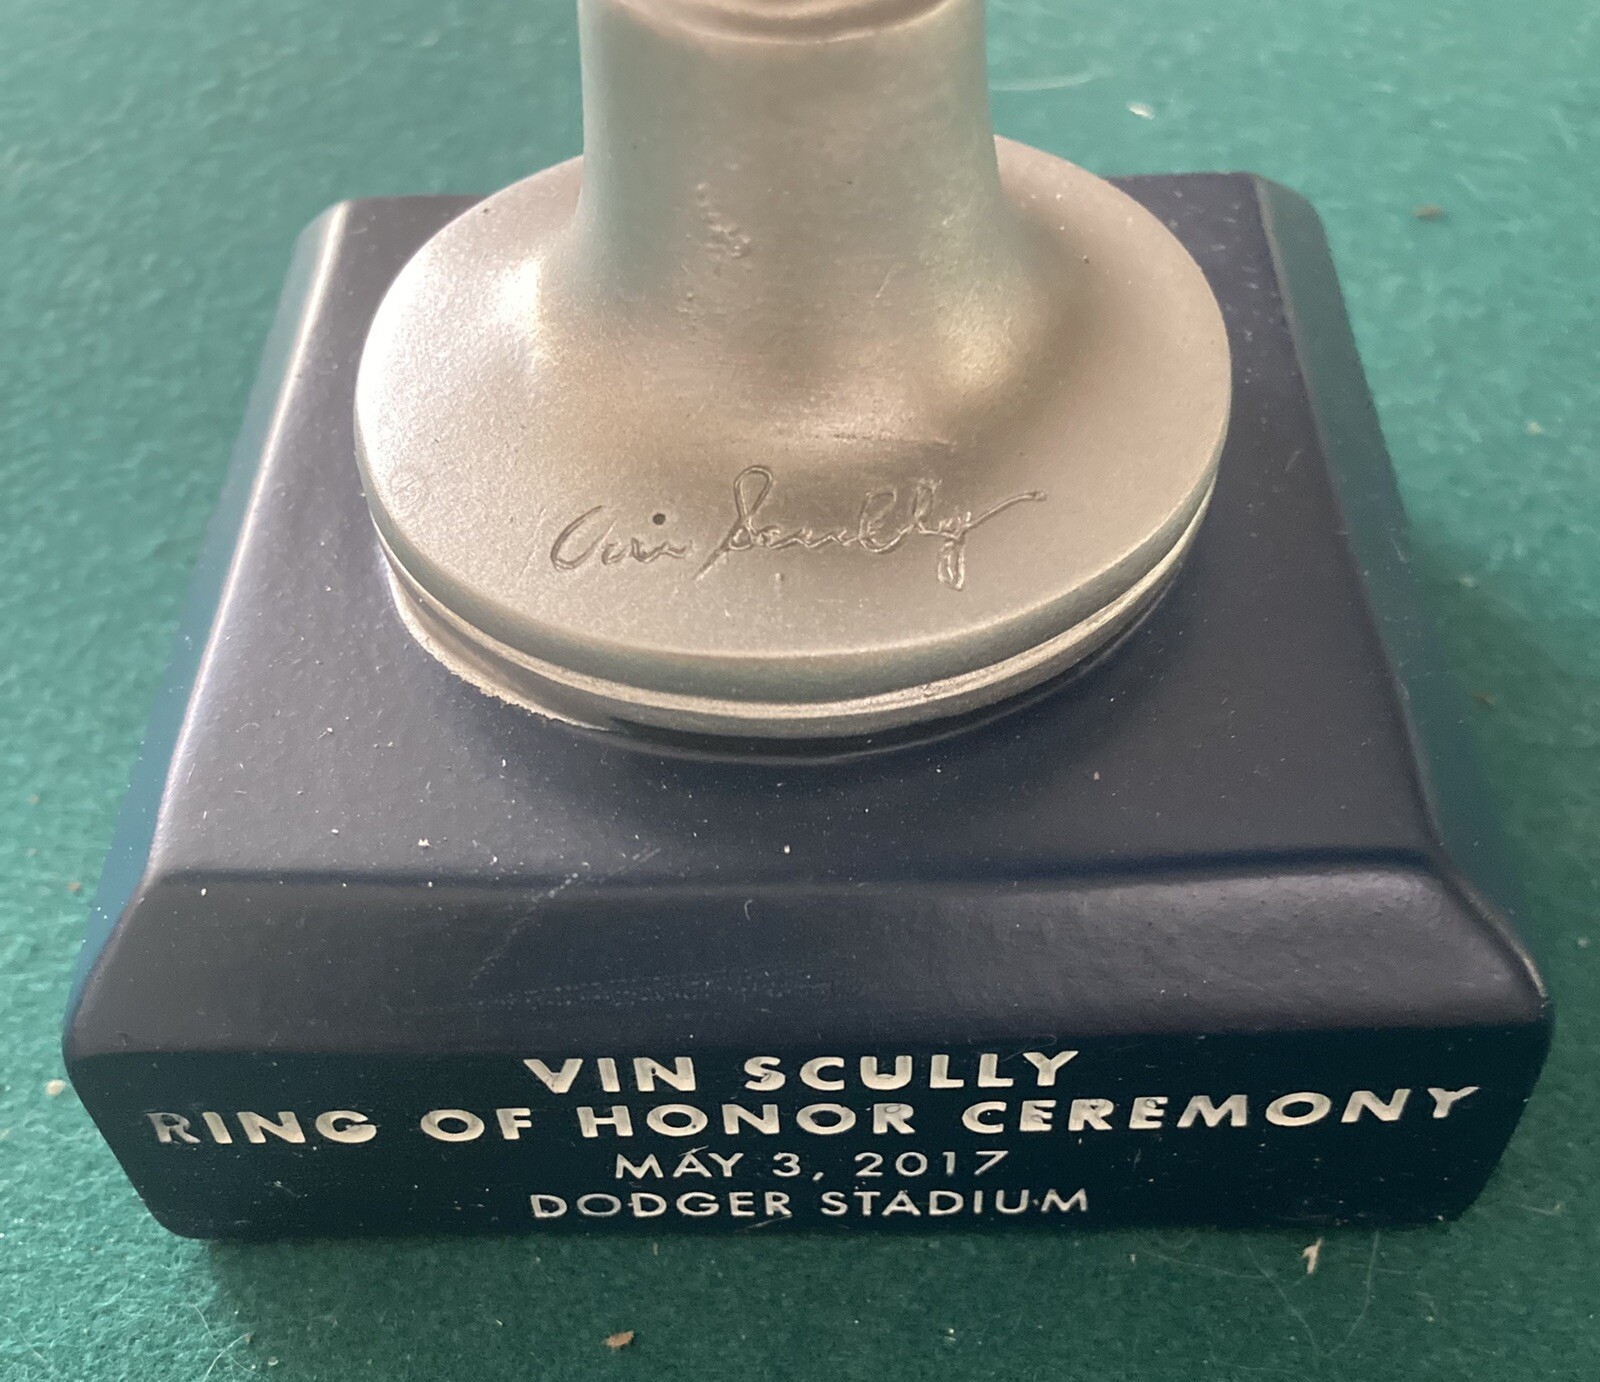 Vin Scully
VIN SCULLY
RING OF HONOR CEREMONY
MAY 3, 2017
DODGER STADIUM